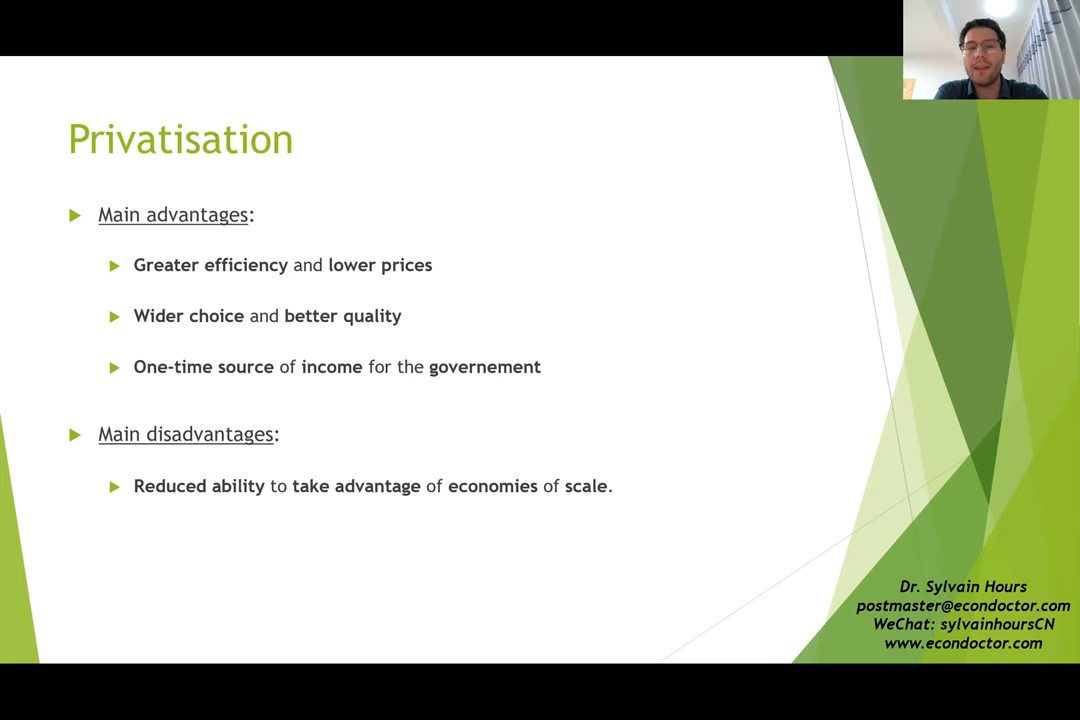 Privatisation
Main advantages:
Greater efficiency and lower prices
Wider choice and better quality
One-time source of income for the governement
Main disadvantages:
Reduced ability to take advantage of economies of scale.
Dr. Sylvain Hours
postmaster@econdoctor.com
WeChat: sylvainhoursCN
www.econdoctor.com